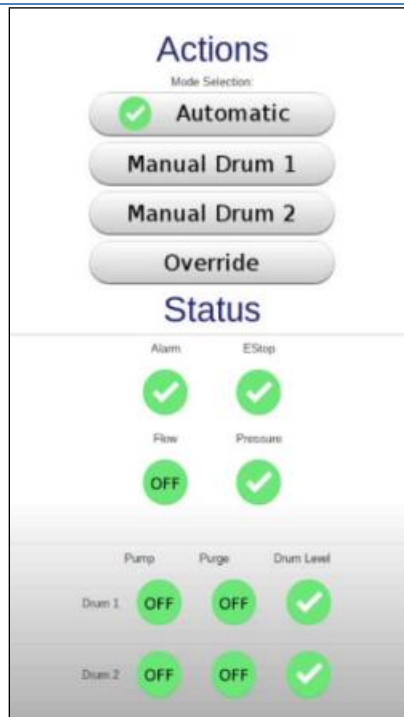 Actions
Mode Selection:
Automatic
Manual Drum 1
Manual Drum 2
Override
Status
Alarm EStop
Flow Pressure
OFF
Pump Purge Drum Level
Drum 1 OFF OFF
Drum 2 OFF OFF